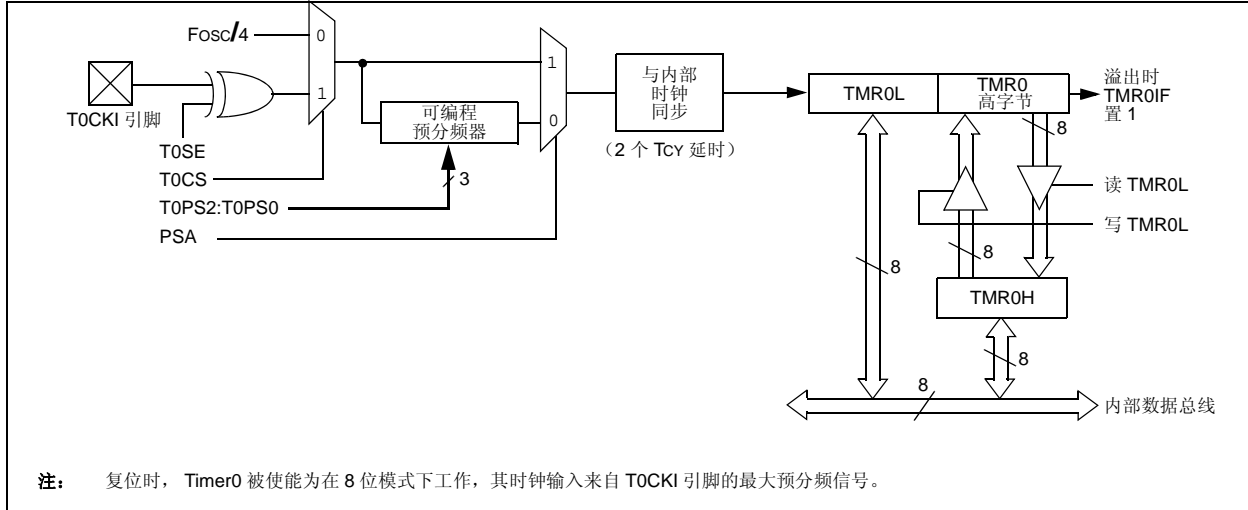 Fosc/4
0
1
T0CKI 引脚
T0SE
T0CS
T0PS2:T0PS0
PSA
可编程
预分频器
3
1
0
与内部
时钟
同步
（2 个 TCY 延时）
TMR0L
TMR0
高字节
溢出时
TMR0IF
置 1
8
读 TMR0L
写 TMR0L
8
8
TMR0H
8
8
内部数据总线
注： 复位时， Timer0 被使能为在 8 位模式下工作，其时钟输入来自 T0CKI 引脚的最大预分频信号。